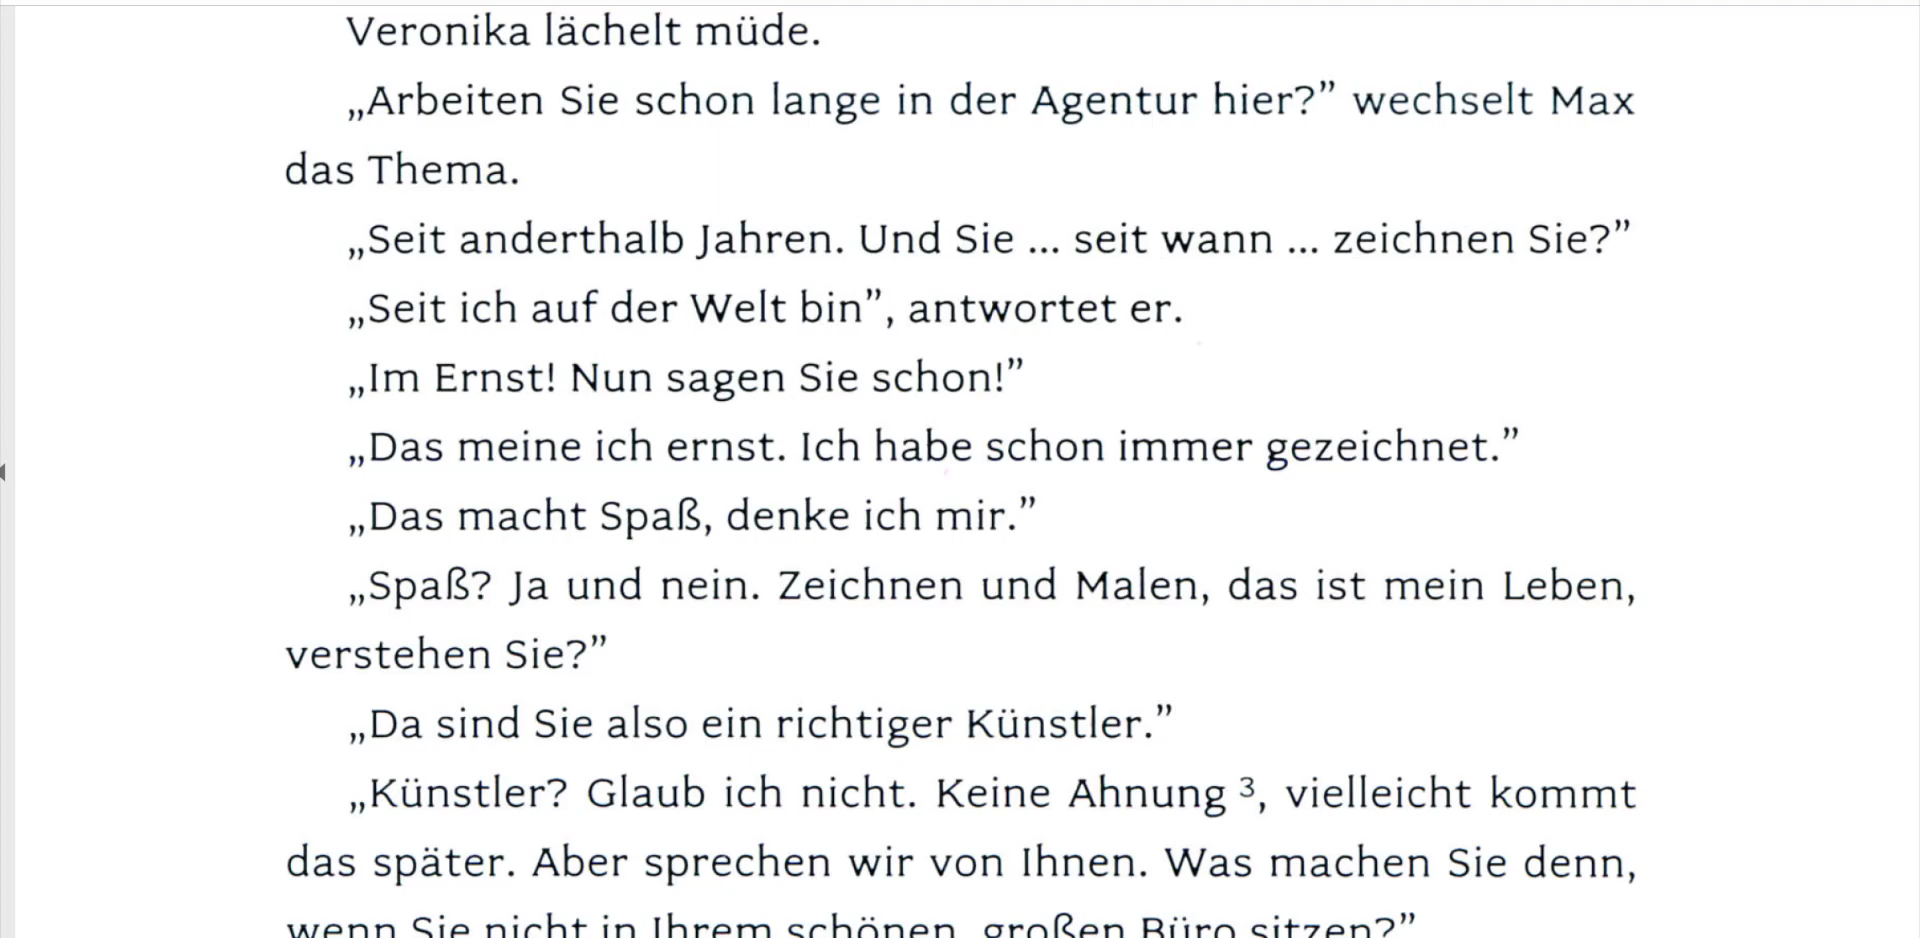 Veronika lächelt müde.
„Arbeiten Sie schon lange in der Agentur hier?” wechselt Max
das Thema.
„Seit anderthalb Jahren. Und Sie ... seit wann ... zeichnen Sie?”
„Seit ich auf der Welt bin”, antwortet er.
„Im Ernst! Nun sagen Sie schon!”
„Das meine ich ernst. Ich habe schon immer gezeichnet.”
„Das macht Spaß, denke ich mir.”
„Spaß? Ja und nein. Zeichnen und Malen, das ist mein Leben,
verstehen Sie?”
„Da sind Sie also ein richtiger Künstler.”
„Künstler? Glaub ich nicht. Keine Ahnung ³, vielleicht kommt
das später. Aber sprechen wir von Ihnen. Was machen Sie denn,
wenn Sie nicht in Ihrem schönen, großen Büro sitzen?”